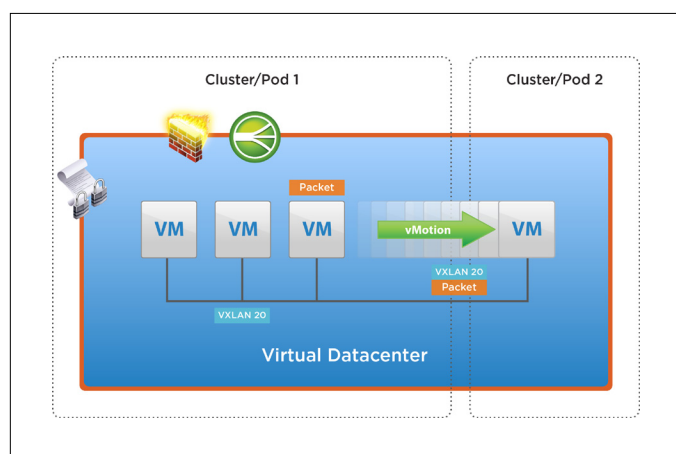 Cluster/Pod 1
Cluster/Pod 2
Packet
VM
VM
VM
vMotion
VM
VXLAN 20
Packet
VXLAN 20
Virtual Datacenter